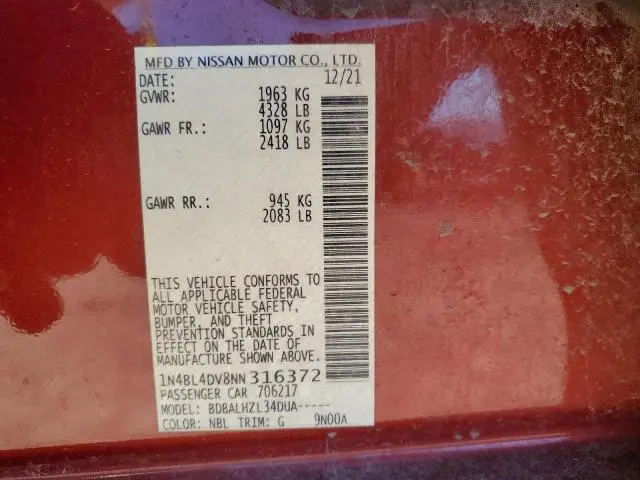 MFD BY NISSAN MOTOR CO., LTD.
DATE: 12/21
GVWR: 1963 KG
4328 LB
GAWR FR.: 1097 KG
2418 LB
GAWR RR.: 945 KG
2083 LB
THIS VEHICLE CONFORMS TO
ALL APPLICABLE FEDERAL
MOTOR VEHICLE SAFETY,
BUMPER, AND THEFT
PREVENTION STANDARDS IN
EFFECT ON THE DATE OF
MANUFACTURE SHOWN ABOVE.
1N4BL4DV8NN316372
PASSENGER CAR 706217
MODEL: BDBALHZL34DUA-----
COLOR: NBL TRIM: G 9N00A